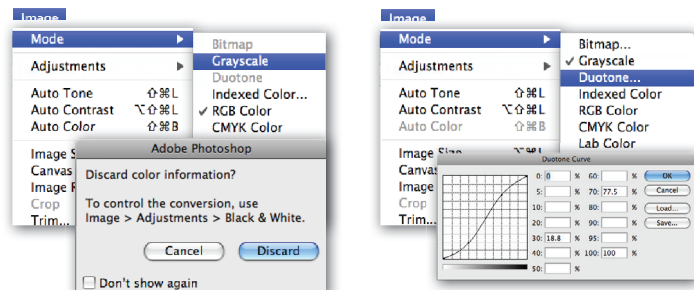 Image
Mode
Adjustments
Auto Tone ⇧⌘L
Auto Contrast ⌥⇧⌘L
Auto Color ⇧⌘B
Image S
Canvas
Image R
Crop
Trim...
Bitmap
Grayscale
Duotone
Indexed Color...
✓ RGB Color
CMYK Color
Adobe Photoshop
Discard color information?
To control the conversion, use
Image > Adjustments > Black & White.
Cancel Discard
Don't show again
Image
Mode
Adjustments
Auto Tone ⇧⌘L
Auto Contrast ⌥⇧⌘L
Auto Color ⇧⌘B
Image Size...
Canvas
Image
Crop
Trim...
Bitmap...
✓ Grayscale
Duotone...
Indexed Color
RGB Color
CMYK Color
Lab Color
Duotone Curve
0: 0 % 60: % OK
5: % 70: 77.5 % Cancel
10: % 80: % Load...
20: % 90: % Save...
30: 18.8 % 95: %
40: % 100: 100 %
50: %